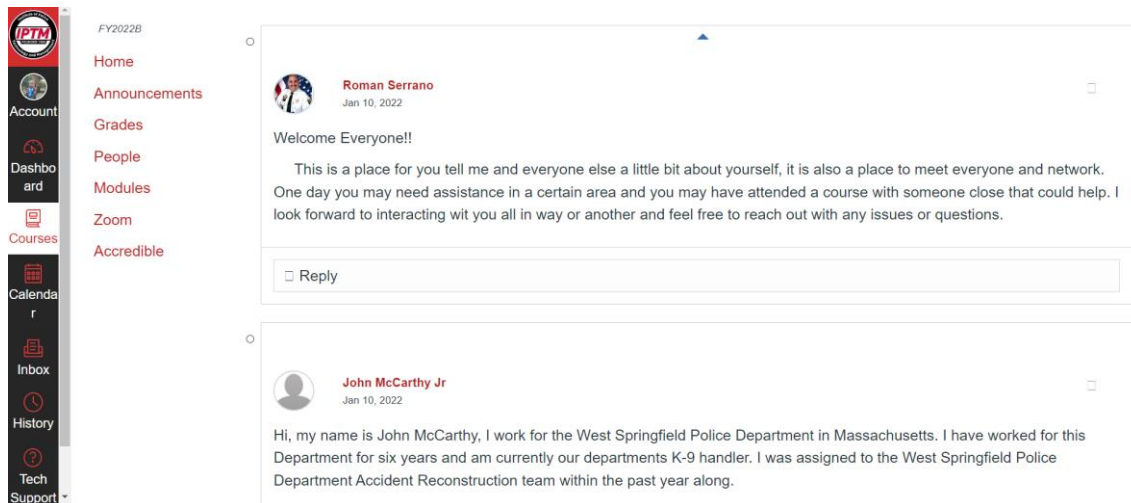 IPTM
Account
Dashbo
ard
Courses
Calenda
r
Inbox
History
Tech
Support
FY2022B
Home
Announcements
Grades
People
Modules
Zoom
Accredible
Roman Serrano
Jan 10, 2022
Welcome Everyone!!
This is a place for you tell me and everyone else a little bit about yourself, it is also a place to meet everyone and network.
One day you may need assistance in a certain area and you may have attended a course with someone close that could help. I
look forward to interacting wit you all in way or another and feel free to reach out with any issues or questions.
Reply
John McCarthy Jr
Jan 10, 2022
Hi, my name is John McCarthy, I work for the West Springfield Police Department in Massachusetts. I have worked for this
Department for six years and am currently our departments K-9 handler. I was assigned to the West Springfield Police
Department Accident Reconstruction team within the past year along.